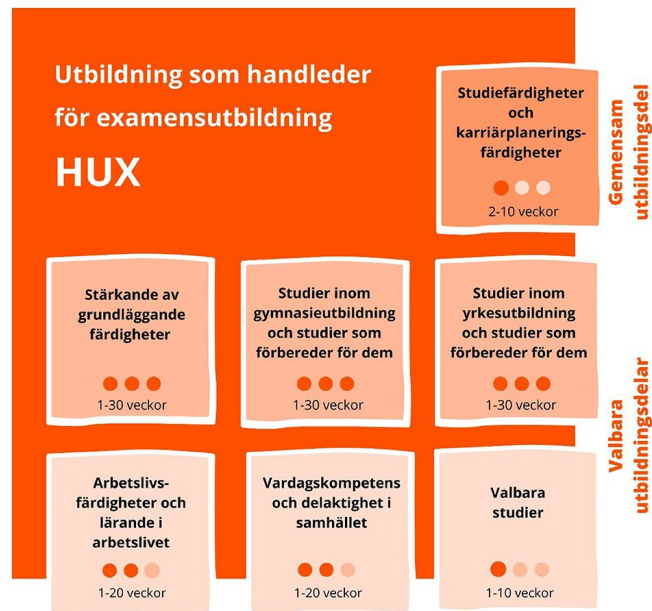 Utbildning som handleder
för examensutbildning
HUX
Studiefärdigheter
och
karriärplanerings-
färdigheter
2-10 veckor
Gemensam
utbildningsdel
Stärkande av
grundläggande
färdigheter
1-30 veckor
Studier inom
gymnasieutbildning
och studier som
förbereder för dem
1-30 veckor
Studier inom
yrkesutbildning
och studier som
förbereder för dem
1-30 veckor
Valbara
utbildningsdelar
Arbetslivs-
färdigheter och
lärande i
arbetslivet
1-20 veckor
Vardagskompetens
och delaktighet i
samhället
1-20 veckor
Valbara
studier
1-10 veckor